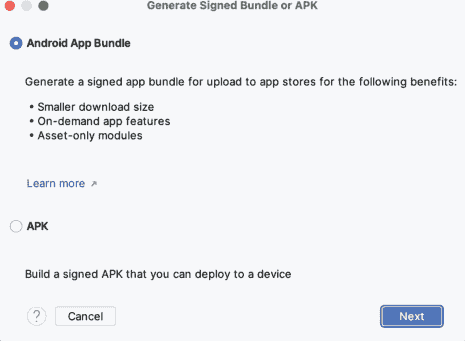 Generate Signed Bundle or APK
Android App Bundle
Generate a signed app bundle for upload to app stores for the following benefits:
• Smaller download size
• On-demand app features
• Asset-only modules
Learn more ↗
APK
Build a signed APK that you can deploy to a device
? Cancel Next